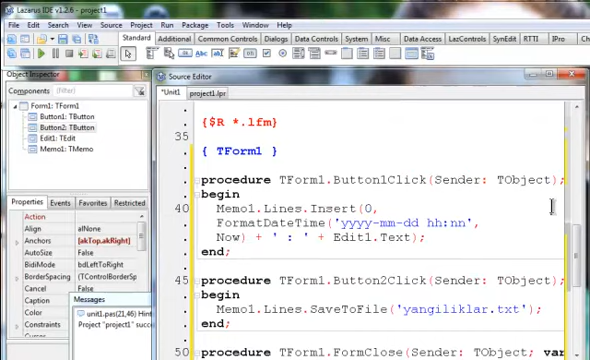 Lazarus IDE v1.2.6 - project1
File Edit Search View Source Project Run Package Tools Window Help
Standard Additional Common Controls Dialogs Data Controls Data Access System LazControls SynEdit RTTI IPro Chart
Object Inspector
Components
Form1: TForm1
Button1: TButton
Button2: TButton
Edit1: TEdit
Memo1: TMemo
Properties Events Favorites Restricted
Action
Align alNone
Anchors [akTop,akRight]
AutoSize False
BidiMode bdLeftToRight
BorderSpacing (TControlBorderSp
Caption
Color
Constraints
Messages
unit1.pas(21,46) Hint
Project "project1" succe
Source Editor
*Unit1 project1.lpr
{$R *.lfm}
35
{ TForm1 }
procedure TForm1.Button1Click(Sender: TObject);
begin
40 Memo1.Lines.Insert(0,
FormatDateTime('yyyy-mm-dd hh:nn',
Now) + ' : ' + Edit1.Text);
end;
45 procedure TForm1.Button2Click(Sender: TObject);
begin
Memo1.Lines.SaveToFile('yangiliklar.txt');
end;
50 procedure TForm1.FormClose(Sender: TObject; var